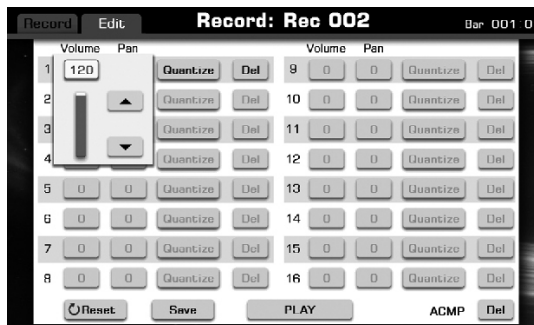 Record Edit Record: Rec 002 Bar 001:0
Volume Pan Volume Pan
1 120 Quantize Del 9 0 0 Quantize Del
2 Quantize Del 10 0 0 Quantize Del
3 Quantize Del 11 0 0 Quantize Del
4 Quantize Del 12 0 0 Quantize Del
5 0 0 Quantize Del 13 0 0 Quantize Del
6 0 0 Quantize Del 14 0 0 Quantize Del
7 0 0 Quantize Del 15 0 0 Quantize Del
8 0 0 Quantize Del 16 0 0 Quantize Del
Reset Save PLAY ACMP Del